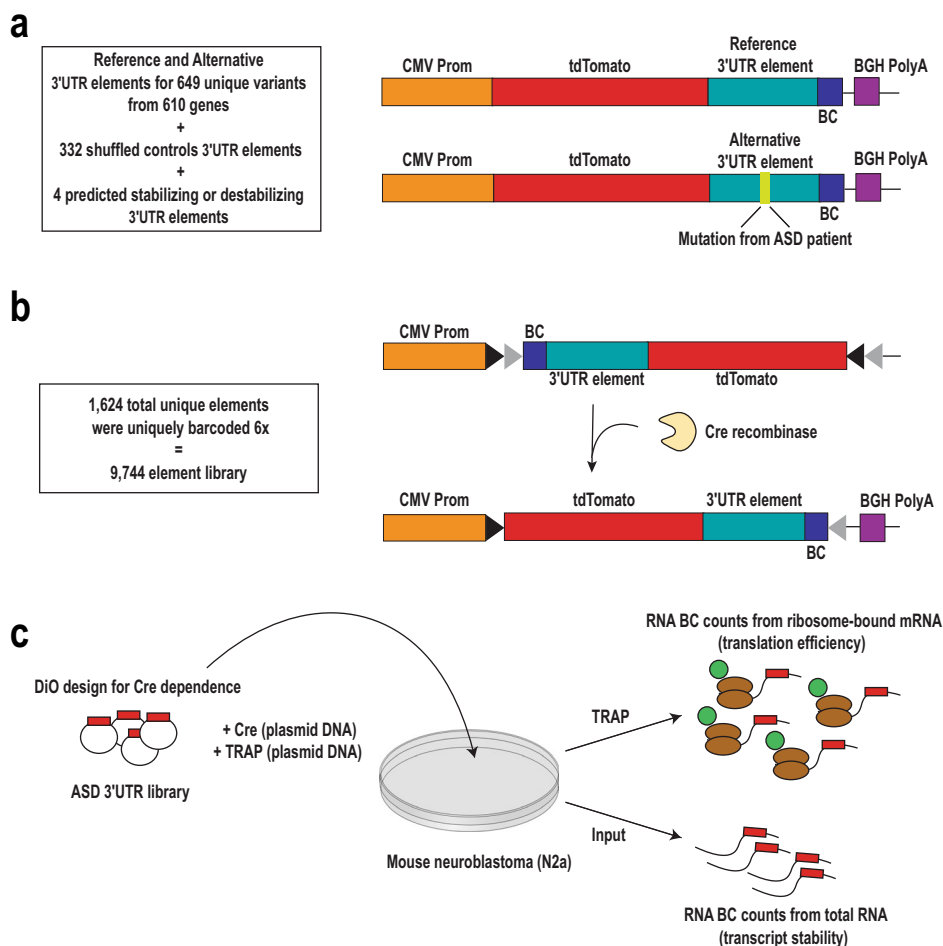 a
Reference and Alternative
3'UTR elements for 649 unique variants
from 610 genes
+
332 shuffled controls 3'UTR elements
+
4 predicted stabilizing or destabilizing
3'UTR elements
CMV Prom
tdTomato
Reference
3'UTR element
BGH PolyA
BC
CMV Prom
tdTomato
Alternative
3'UTR element
BGH PolyA
BC
Mutation from ASD patient
b
1,624 total unique elements
were uniquely barcoded 6x
=
9,744 element library
CMV Prom
BC
3'UTR element
tdTomato
Cre recombinase
CMV Prom
tdTomato
3'UTR element
BGH PolyA
BC
c
DiO design for Cre dependence
+ Cre (plasmid DNA)
+ TRAP (plasmid DNA)
ASD 3'UTR library
Mouse neuroblastoma (N2a)
TRAP
Input
RNA BC counts from ribosome-bound mRNA
(translation efficiency)
RNA BC counts from total RNA
(transcript stability)